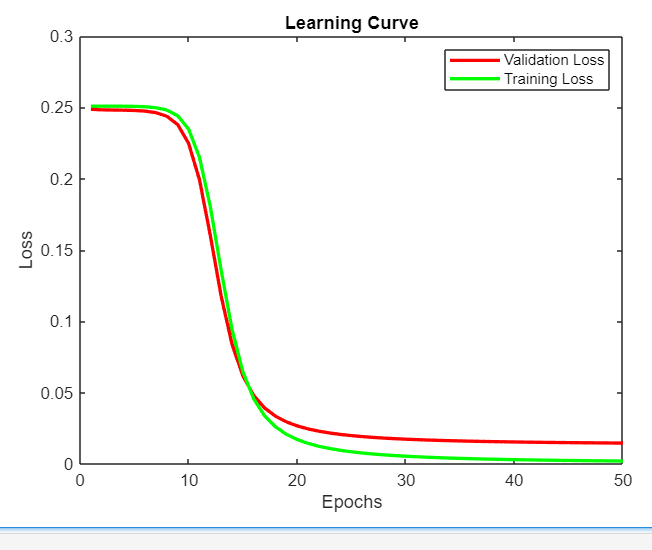 Learning Curve
0.3
0.25
0.2
0.15
0.1
0.05
0
Loss
Validation Loss
Training Loss
0 10 20 30 40 50
Epochs